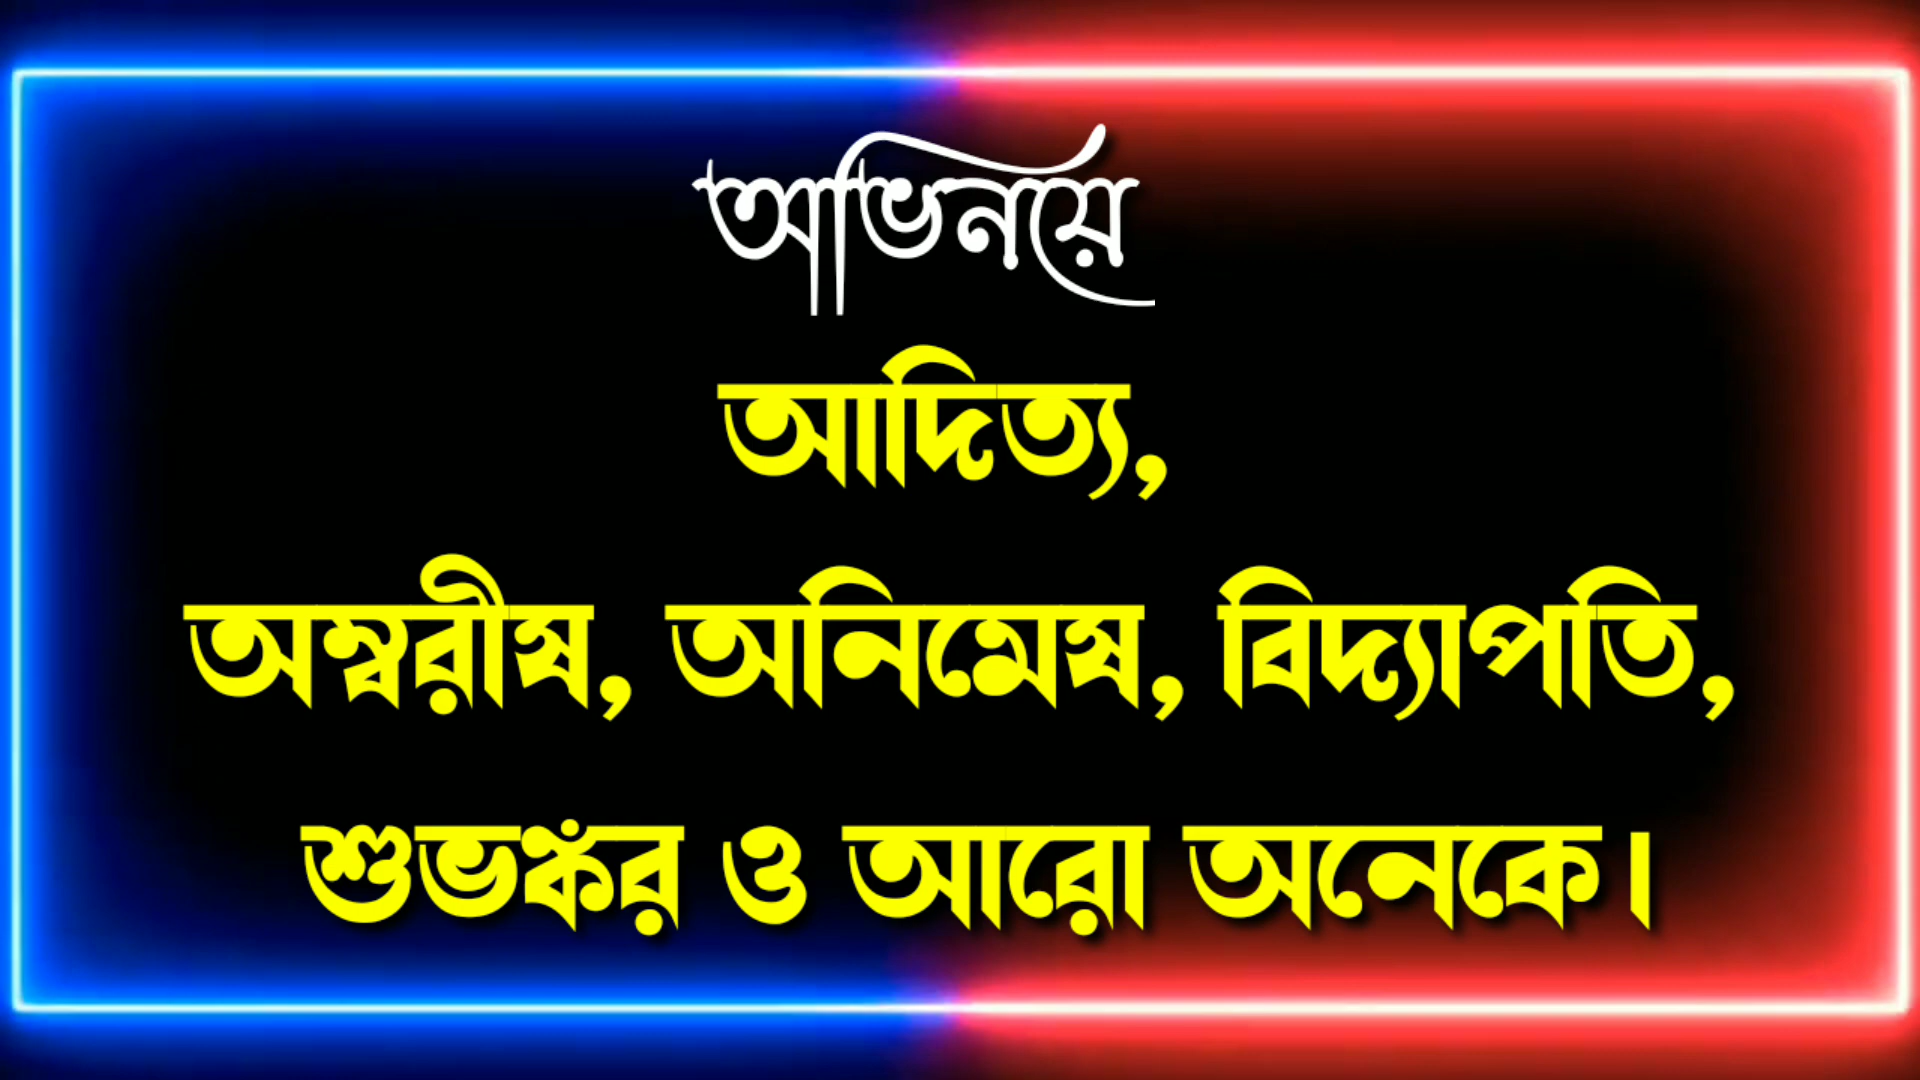 অভিনয়ে
আদিত্য,
অম্বরীষ, অনিমেষ, বিদ্যাপতি,
শুভঙ্কর ও আরো অনেকে।